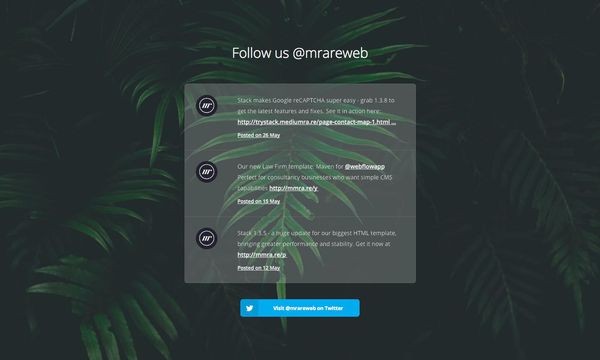 Follow us @mrareweb
Stack makes Google reCAPTCHA super easy - grab 1.3.8 to
get the latest features and fixes. See it in action here:
http://trystack.mediumra.re/page-contact-map-1.html ...
Posted on 26 May
Our new Law Firm template: Maven for @webflowapp
Perfect for consultancy businesses who want simple CMS
capabilities http://mmra.re/y
Posted on 15 May
Stack 1.3.5 - a huge update for our biggest HTML template,
bringing greater performance and stability. Get it now at
http://mmra.re/p
Posted on 12 May
Visit @mrareweb on Twitter